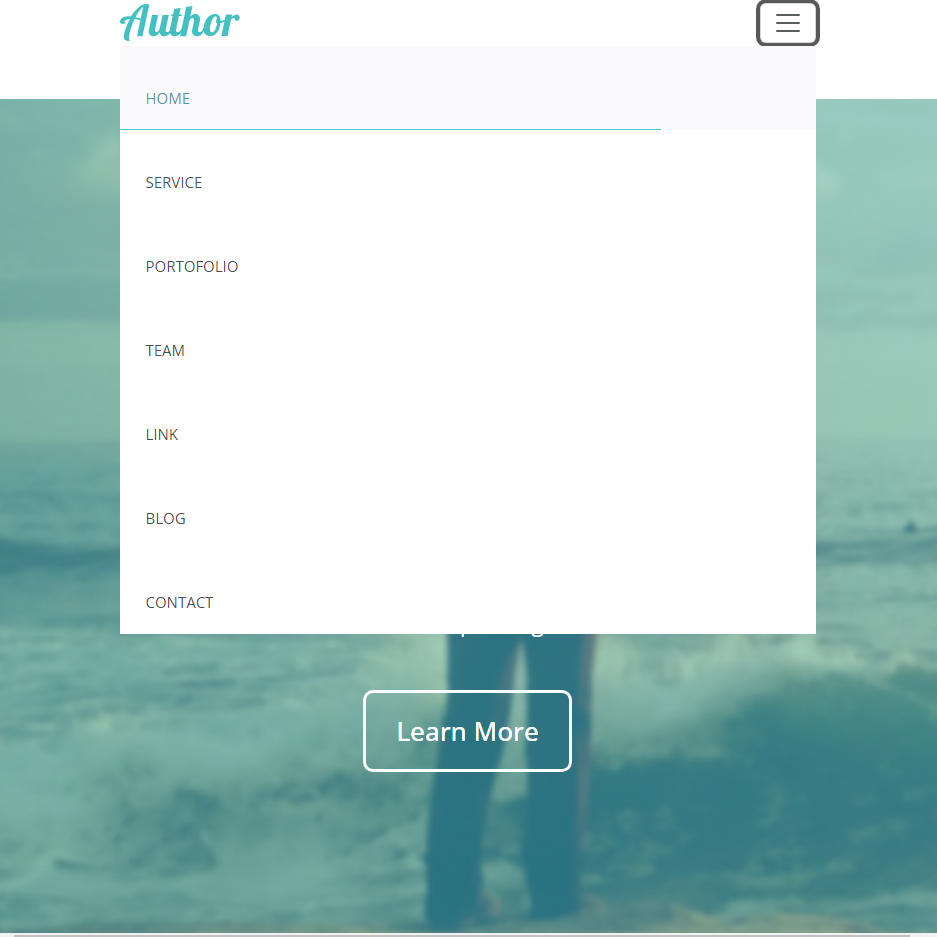 Author
HOME
SERVICE
PORTOFOLIO
TEAM
LINK
BLOG
CONTACT
Learn More